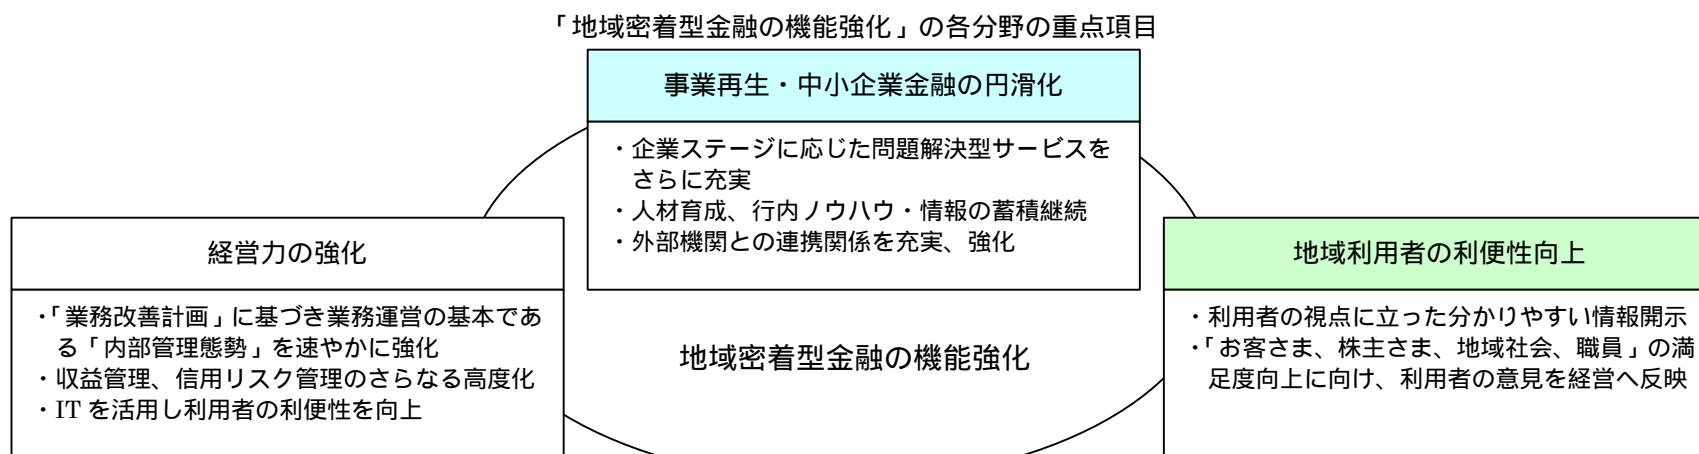 「地域密着型金融の機能強化」の各分野の重点項目
事業再生・中小企業金融の円滑化
・企業ステージに応じた問題解決型サービスを
さらに充実
・人材育成、行内ノウハウ・情報の蓄積継続
・外部機関との連携関係を充実、強化
経営力の強化
・「業務改善計画」に基づき業務運営の基本であ
る「内部管理態勢」を速やかに強化
・収益管理、信用リスク管理のさらなる高度化
・IT を活用し利用者の利便性を向上
地域密着型金融の機能強化
地域利用者の利便性向上
・利用者の視点に立った分かりやすい情報開示
・「お客さま、株主さま、地域社会、職員」の満
足度向上に向け、利用者の意見を経営へ反映